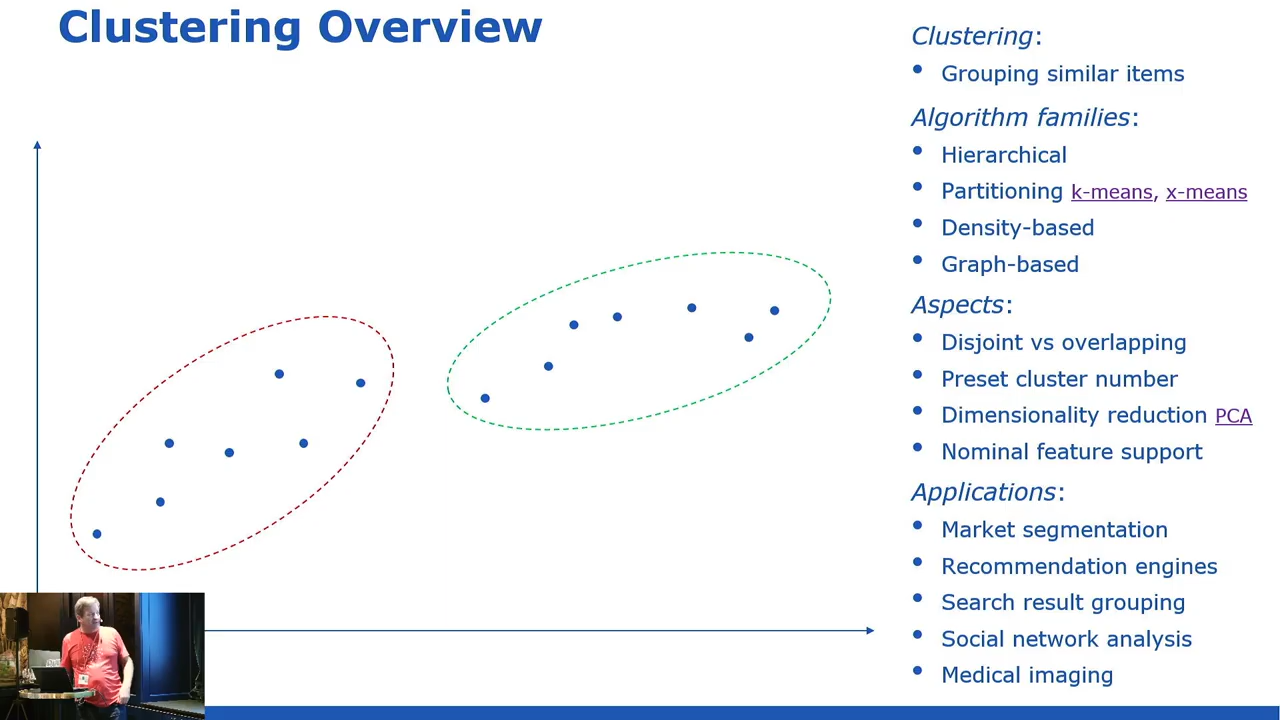 Clustering Overview
Clustering:
• Grouping similar items
Algorithm families:
• Hierarchical
• Partitioning k-means, x-means
• Density-based
• Graph-based
Aspects:
• Disjoint vs overlapping
• Preset cluster number
• Dimensionality reduction PCA
• Nominal feature support
Applications:
• Market segmentation
• Recommendation engines
• Search result grouping
• Social network analysis
• Medical imaging